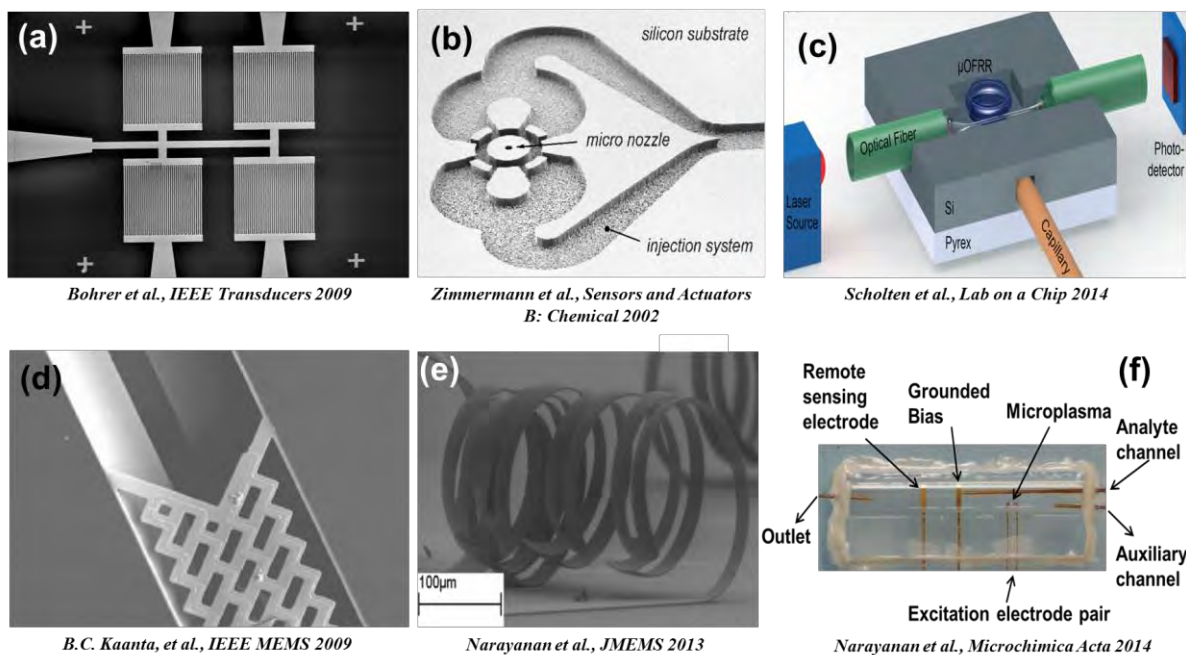 (a)
Bohrer et al., IEEE Transducers 2009
(b)
silicon substrate
micro nozzle
injection system
Zimmermann et al., Sensors and Actuators
B: Chemical 2002
(c)
µOFRR
Optical Fiber
Photo-
detector
Laser
Source
Si
Pyrex
Capillary
Scholten et al., Lab on a Chip 2014
(d)
B.C. Kaanta, et al., IEEE MEMS 2009
(e)
100µm
Narayanan et al., JMEMS 2013
(f)
Remote
sensing
electrode
Grounded
Bias
Microplasma
Analyte
channel
Outlet
Auxiliary
channel
Excitation electrode pair
Narayanan et al., Microchimica Acta 2014